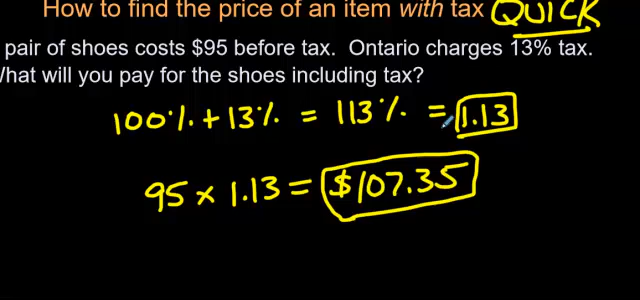 How to find the price of an item with tax QUICK
pair of shoes costs $95 before tax. Ontario charges 13% tax.
What will you pay for the shoes including tax?
100% + 13% = 113% = 1.13
95 x 1.13 = $107.35